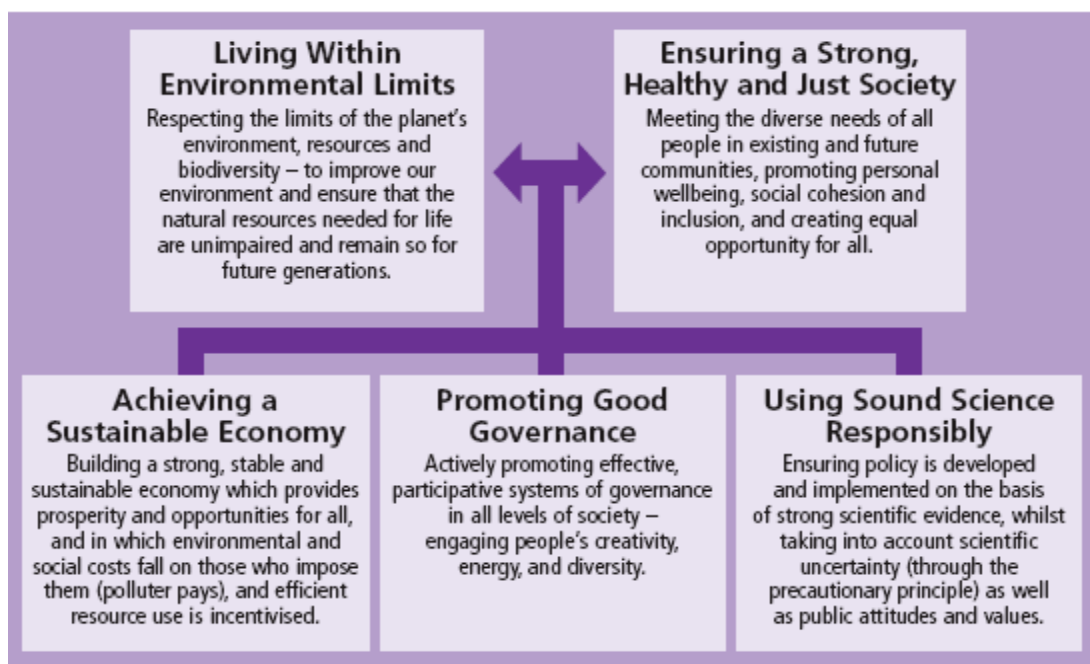 Living Within
Environmental Limits
Respecting the limits of the planet's
environment, resources and
biodiversity – to improve our
environment and ensure that the
natural resources needed for life
are unimpaired and remain so for
future generations.
Ensuring a Strong,
Healthy and Just Society
Meeting the diverse needs of all
people in existing and future
communities, promoting personal
wellbeing, social cohesion and
inclusion, and creating equal
opportunity for all.
Achieving a
Sustainable Economy
Building a strong, stable and
sustainable economy which provides
prosperity and opportunities for all,
and in which environmental and
social costs fall on those who impose
them (polluter pays), and efficient
resource use is incentivised.
Promoting Good
Governance
Actively promoting effective,
participative systems of governance
in all levels of society –
engaging people's creativity,
energy, and diversity.
Using Sound Science
Responsibly
Ensuring policy is developed
and implemented on the basis
of strong scientific evidence, whilst
taking into account scientific
uncertainty (through the
precautionary principle) as well
as public attitudes and values.